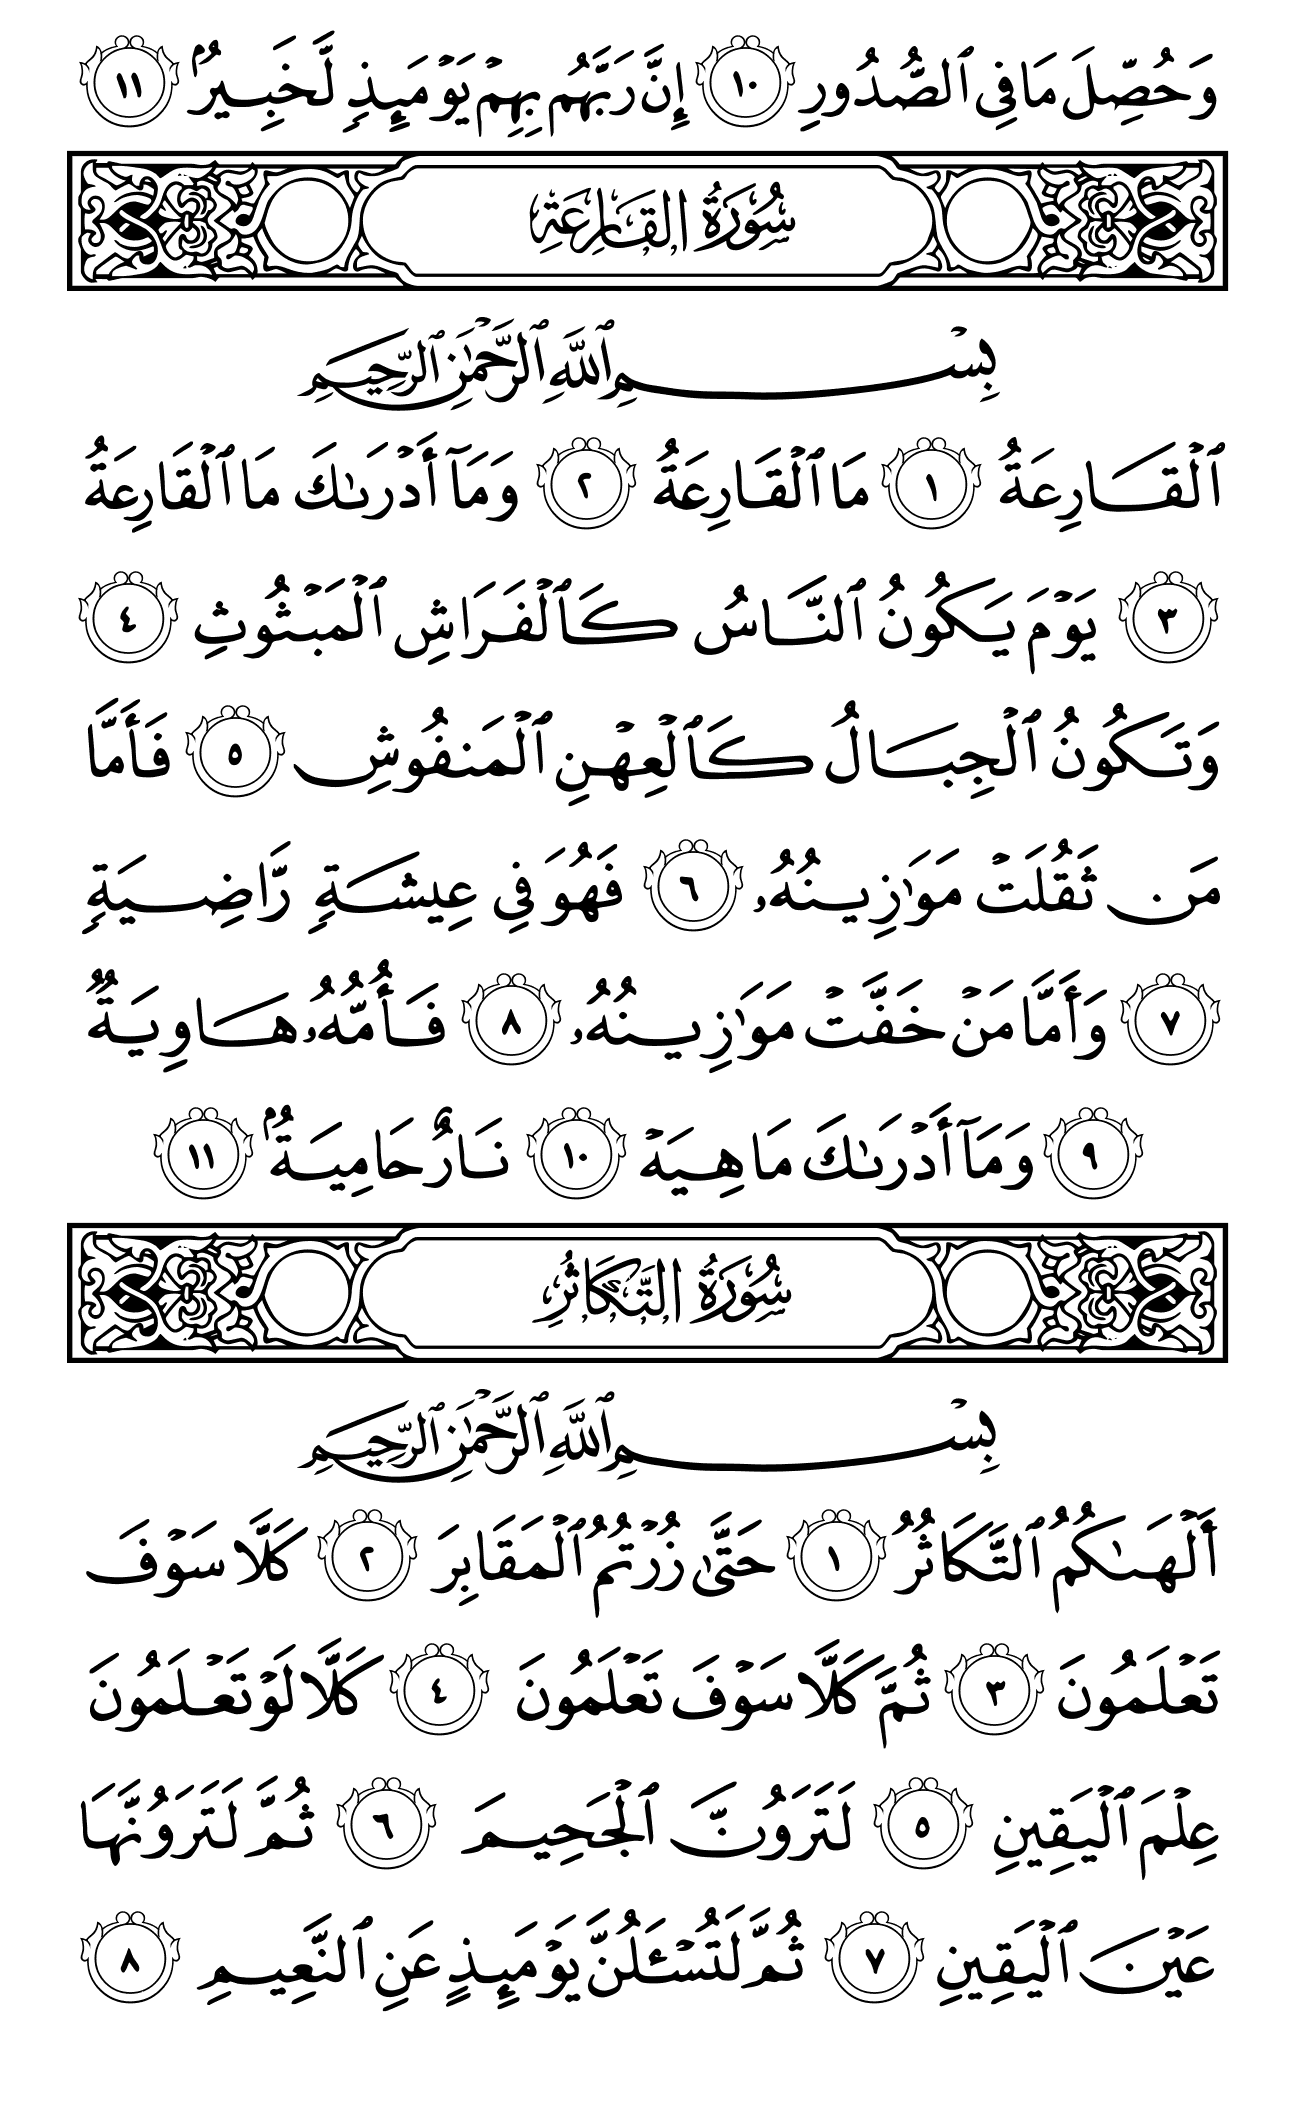 وَحُصِّلَ مَا فِي ٱلصُّدُورِ ١٠ إِنَّ رَبَّهُم بِهِمْ يَوْمَئِذٍ لَّخَبِيرٌۢ ١١
سُورَةُ القَارِعَةِ
بِسْمِ ٱللَّهِ ٱلرَّحْمَٰنِ ٱلرَّحِيمِ
ٱلْقَارِعَةُ ١ مَا ٱلْقَارِعَةُ ٢ وَمَآ أَدْرَىٰكَ مَا ٱلْقَارِعَةُ
٣ يَوْمَ يَكُونُ ٱلنَّاسُ كَٱلْفَرَاشِ ٱلْمَبْثُوثِ ٤
وَتَكُونُ ٱلْجِبَالُ كَٱلْعِهْنِ ٱلْمَنفُوشِ ٥ فَأَمَّا
مَن ثَقُلَتْ مَوَٰزِينُهُۥ ٦ فَهُوَ فِي عِيشَةٍ رَّاضِيَةٍ
٧ وَأَمَّا مَنْ خَفَّتْ مَوَٰزِينُهُۥ ٨ فَأُمُّهُۥ هَاوِيَةٌ
٩ وَمَآ أَدْرَىٰكَ مَا هِيَهْ ١٠ نَارٌ حَامِيَةٌۢ ١١
سُورَةُ التَّكَاثُرِ
بِسْمِ ٱللَّهِ ٱلرَّحْمَٰنِ ٱلرَّحِيمِ
أَلْهَىٰكُمُ ٱلتَّكَاثُرُ ١ حَتَّىٰ زُرْتُمُ ٱلْمَقَابِرَ ٢ كَلَّا سَوْفَ
تَعْلَمُونَ ٣ ثُمَّ كَلَّا سَوْفَ تَعْلَمُونَ ٤ كَلَّا لَوْ تَعْلَمُونَ
عِلْمَ ٱلْيَقِينِ ٥ لَتَرَوُنَّ ٱلْجَحِيمَ ٦ ثُمَّ لَتَرَوُنَّهَا
عَيْنَ ٱلْيَقِينِ ٧ ثُمَّ لَتُسْـَٔلُنَّ يَوْمَئِذٍ عَنِ ٱلنَّعِيمِ ٨